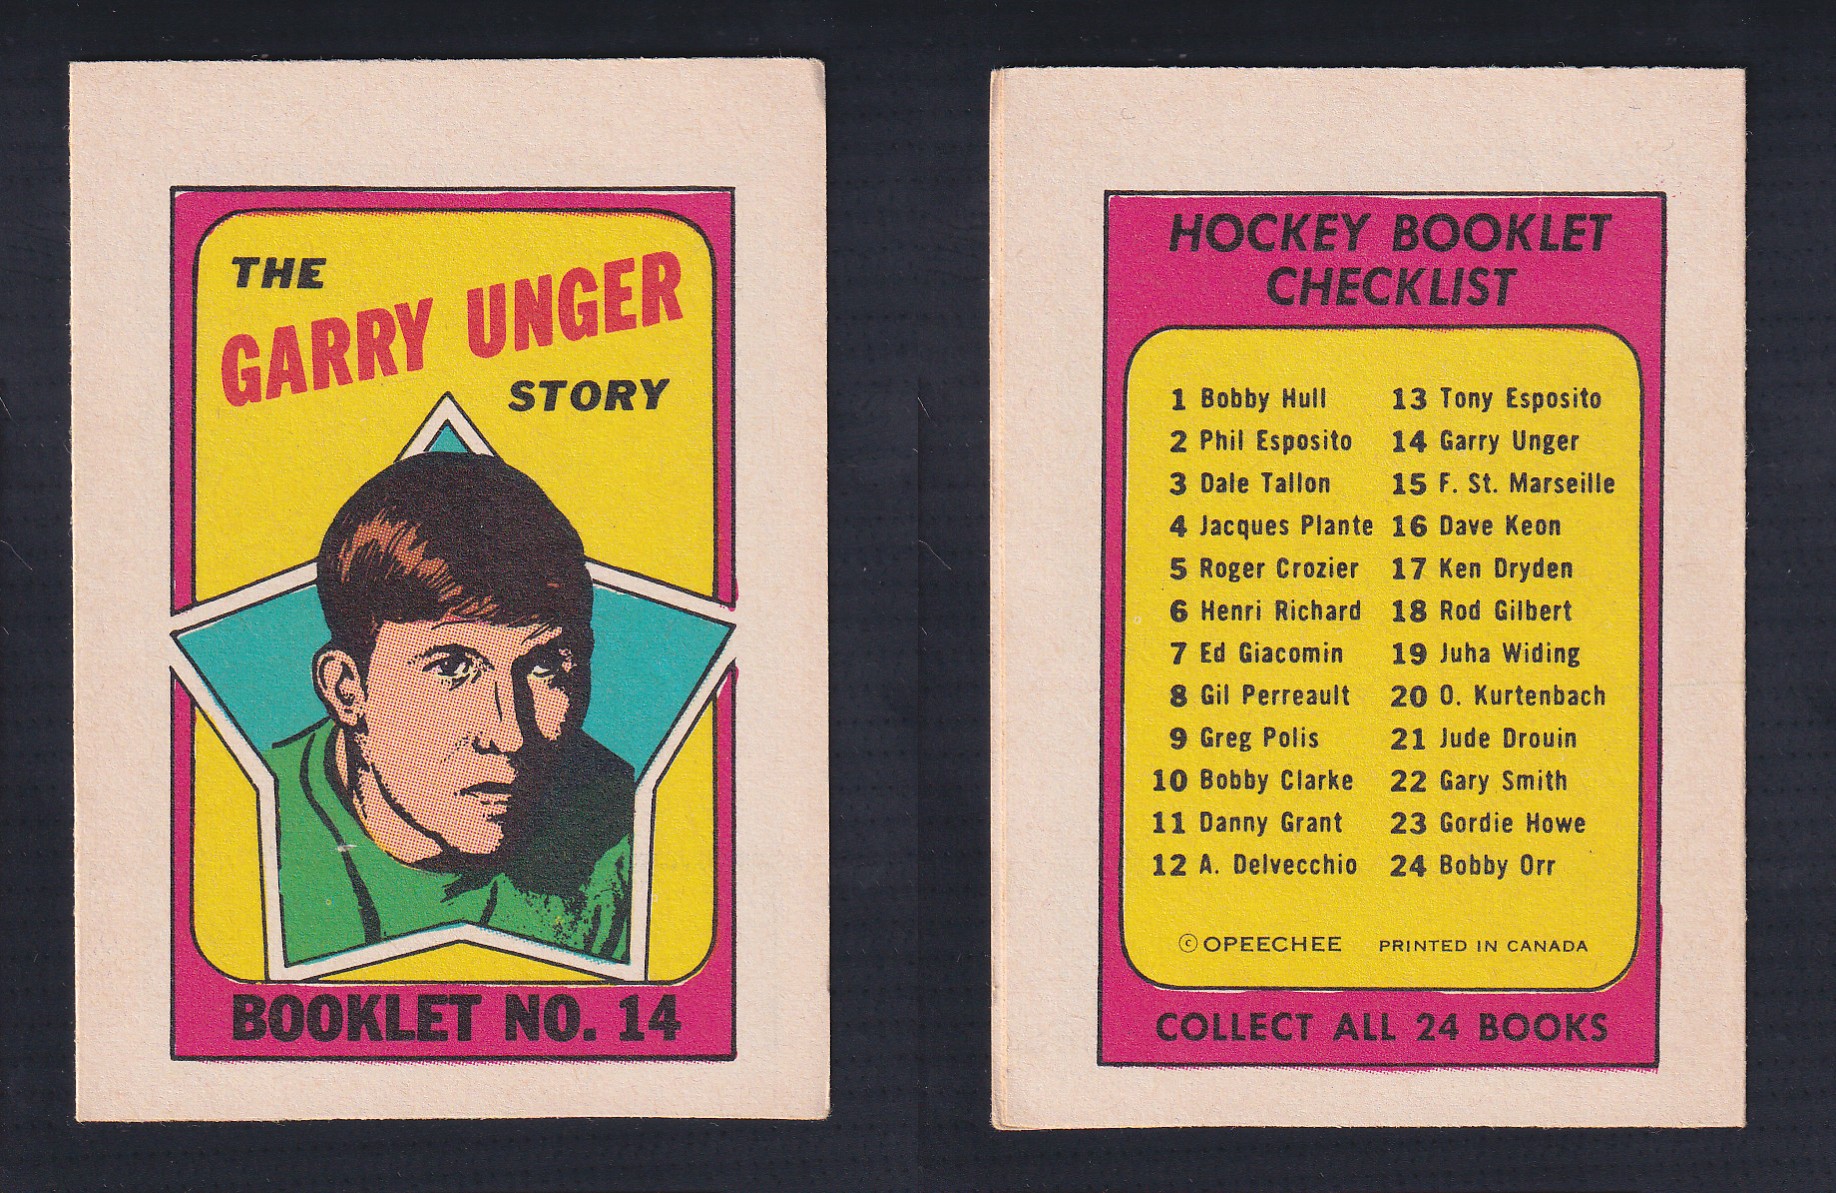 THE
GARRY UNGER
STORY
BOOKLET NO. 14
HOCKEY BOOKLET
CHECKLIST
1 Bobby Hull
2 Phil Esposito
3 Dale Tallon
4 Jacques Plante
5 Roger Crozier
6 Henri Richard
7 Ed Giacomin
8 Gil Perreault
9 Greg Polis
10 Bobby Clarke
11 Danny Grant
12 A. Delvecchio
13 Tony Esposito
14 Garry Unger
15 F. St. Marseille
16 Dave Keon
17 Ken Dryden
18 Rod Gilbert
19 Juha Widing
20 O. Kurtenbach
21 Jude Drouin
22 Gary Smith
23 Gordie Howe
24 Bobby Orr
© OPEECHEE PRINTED IN CANADA
COLLECT ALL 24 BOOKS